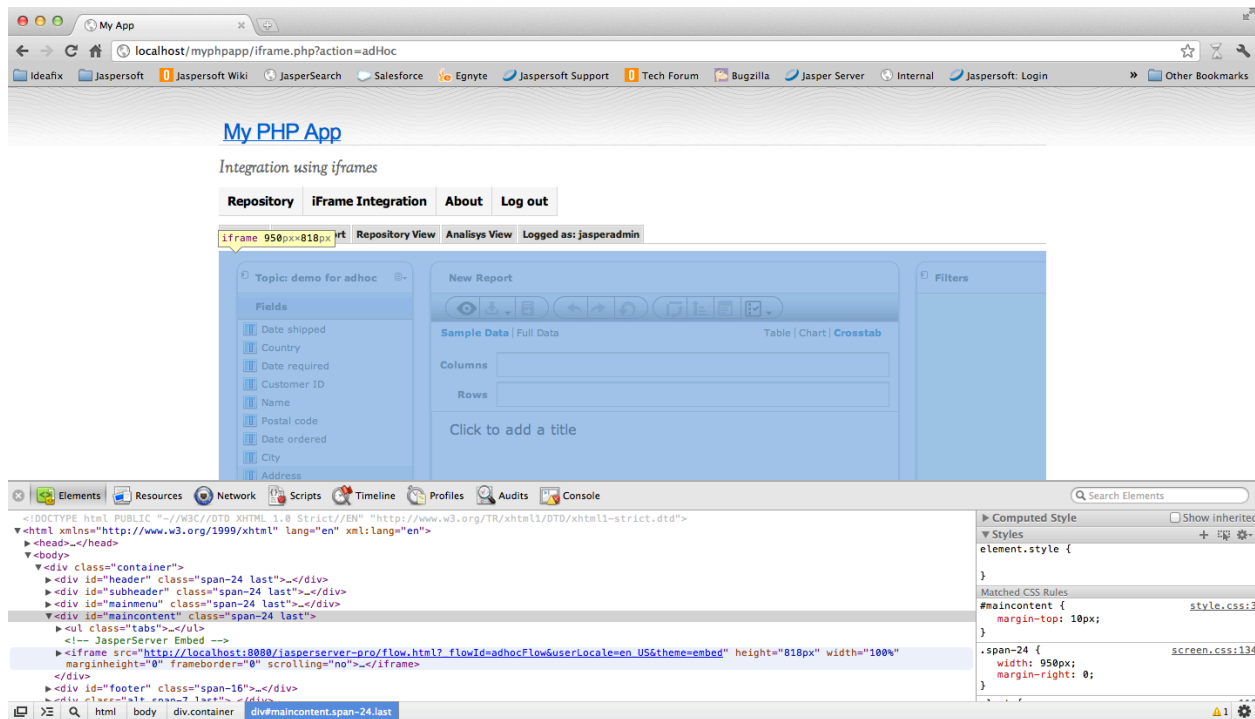 My App
localhost/myphpapp/iframe.php?action=adHoc
Ideafix Jaspersoft Jaspersoft Wiki JasperSearch Salesforce Egnyte Jaspersoft Support Tech Forum Bugzilla Jasper Server Internal Jaspersoft: Login » Other Bookmarks
My PHP App
Integration using iframes
Repository iFrame Integration About Log out
iframe 950px×818px rt Repository View Analisys View Logged as: jasperadmin
Topic: demo for adhoc New Report Filters
Fields
Date shipped
Sample Data | Full Data Table | Chart | Crosstab
Country
Date required
Columns
Customer ID
Rows
Name
Postal code
Click to add a title
Date ordered
City
Address
Elements Resources Network Scripts Timeline Profiles Audits Console Search Elements
<!DOCTYPE html PUBLIC "-//W3C//DTD XHTML 1.0 Strict//EN" "http://www.w3.org/TR/xhtml1/DTD/xhtml1-strict.dtd">
▼<html xmlns="http://www.w3.org/1999/xhtml" lang="en" xml:lang="en">
▶<head>…</head>
▼<body>
▼<div class="container">
▶<div id="header" class="span-24 last">…</div>
▶<div id="subheader" class="span-24 last">…</div>
▶<div id="mainmenu" class="span-24 last">…</div>
▼<div id="maincontent" class="span-24 last">
▶<ul class="tabs">…</ul>
<!-- JasperServer Embed -->
▶<iframe src="http://localhost:8080/jasperserver-pro/flow.html?_flowId=adhocFlow&userLocale=en_US&theme=embed" height="818px" width="100%"
marginheight="0" frameborder="0" scrolling="no">…</iframe>
</div>
▶<div id="footer" class="span-16">…</div>
▶<div class="alt span-7 last">…</div>
▶ Computed Style Show inherited
▼ Styles
element.style {
}
Matched CSS Rules
#maincontent { style.css:3
margin-top: 10px;
}
.span-24 { screen.css:134
width: 950px;
margin-right: 0;
}
html body div.container div#maincontent.span-24.last 1